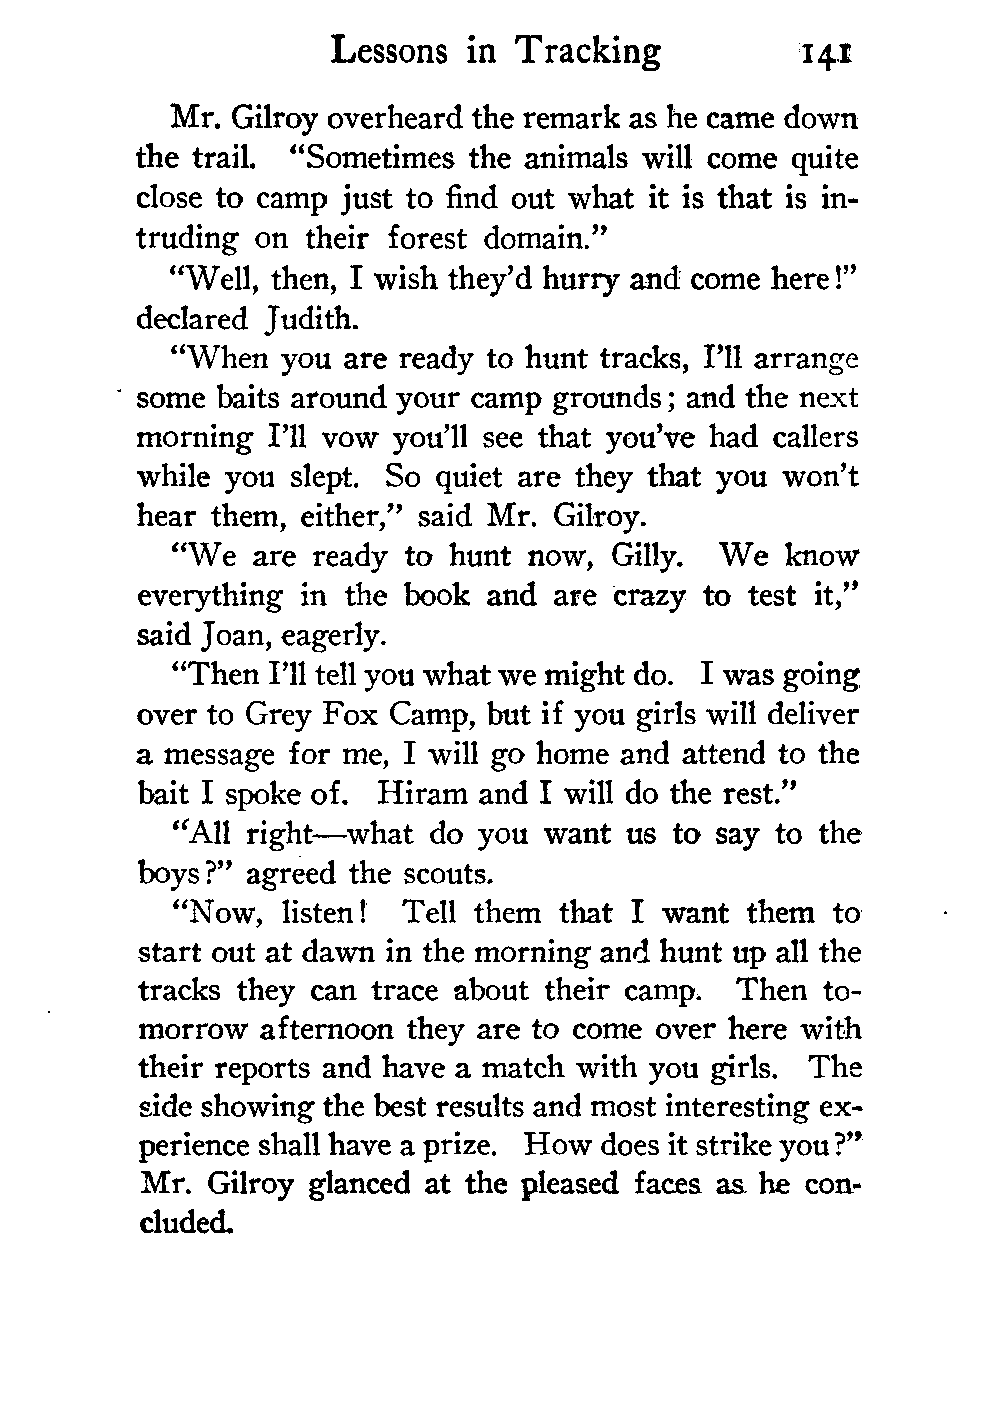 Lessons in Tracking 141
Mr. Gilroy overheard the remark as he came down
the trail. “Sometimes the animals will come quite
close to camp just to find out what it is that is in-
truding on their forest domain.”
“Well, then, I wish they’d hurry and come here!”
declared Judith.
“When you are ready to hunt tracks, I’ll arrange
some baits around your camp grounds; and the next
morning I’ll vow you’ll see that you’ve had callers
while you slept. So quiet are they that you won’t
hear them, either,” said Mr. Gilroy.
“We are ready to hunt now, Gilly. We know
everything in the book and are crazy to test it,”
said Joan, eagerly.
“Then I’ll tell you what we might do. I was going
over to Grey Fox Camp, but if you girls will deliver
a message for me, I will go home and attend to the
bait I spoke of. Hiram and I will do the rest.”
“All right—what do you want us to say to the
boys?” agreed the scouts.
“Now, listen! Tell them that I want them to
start out at dawn in the morning and hunt up all the
tracks they can trace about their camp. Then to-
morrow afternoon they are to come over here with
their reports and have a match with you girls. The
side showing the best results and most interesting ex-
perience shall have a prize. How does it strike you?”
Mr. Gilroy glanced at the pleased faces as he con-
cluded.